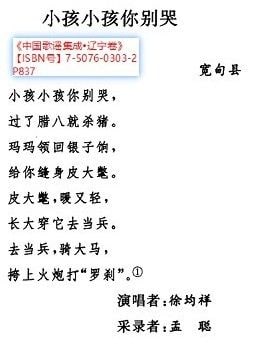 小孩小孩你别哭
《中国歌谣集成•辽宁卷》
【ISBN号】7-5076-0303-2
P837
宽甸县
小孩小孩你别哭，
过了腊八就杀猪。
玛玛领回银子饷，
给你缝身皮大氅。
皮大氅，暖又轻，
长大穿它去当兵。
去当兵，骑大马，
挎上火炮打“罗刹”。①
演唱者：徐均祥
采录者：孟 聪